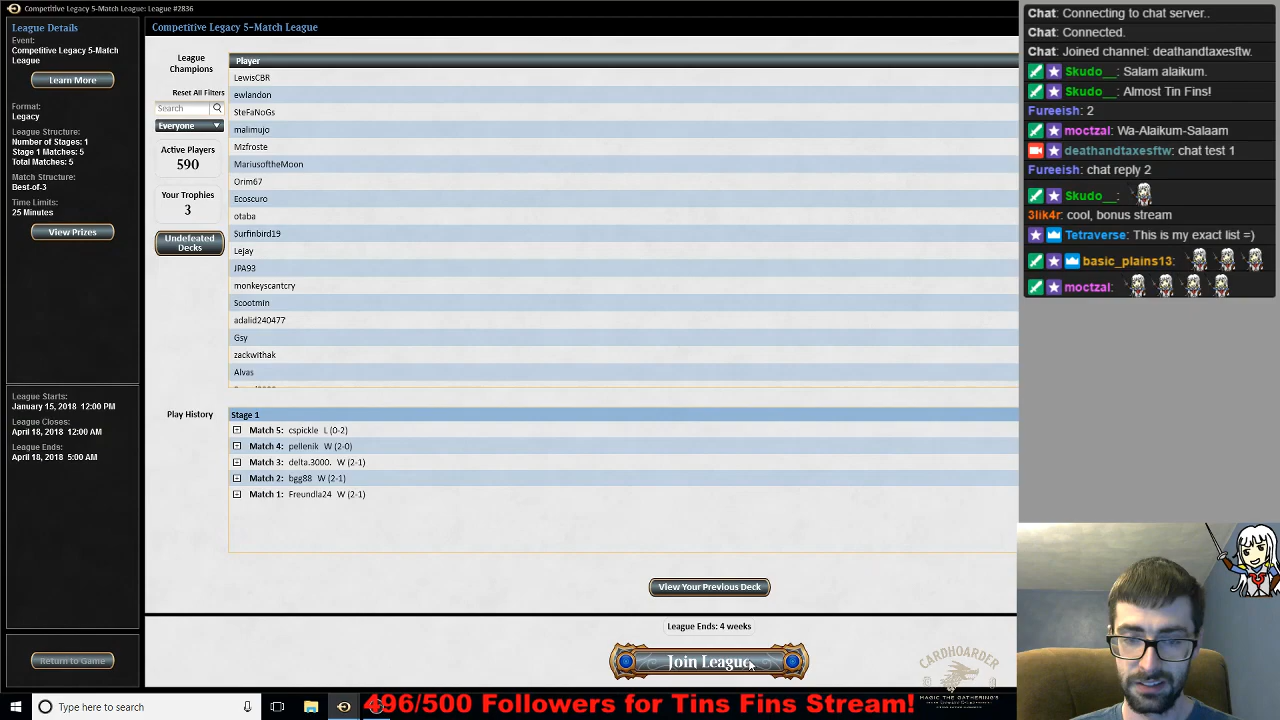 Competitive Legacy 5-Match League: League #2836
League Details
Event:
Competitive Legacy 5-Match
League
Learn More
Format:
Legacy
League Structure:
Number of Stages: 1
Stage 1 Matches: 5
Total Matches: 5
Match Structure:
Best-of-3
Time Limits:
25 Minutes
View Prizes
League Starts:
January 15, 2018 12:00 PM
League Closes:
April 18, 2018 12:00 AM
League Ends:
April 18, 2018 5:00 AM
Return to Game
Competitive Legacy 5-Match League
League
Champions
Reset All Filters
Search
Everyone
Active Players
590
Your Trophies
3
Undefeated
Decks
Player
LewisCBR
ewlandon
SteFaNoGs
malimujo
Mzfroste
MariusoftheMoon
Orim67
Ecoscuro
otaba
Surfinbird19
Lejay
JPA93
monkeyscantcry
Scootmin
adalid240477
Gsy
zackwithak
Alvas
Play History
Stage 1
Match 5: cspickle L (0-2)
Match 4: pellenik W (2-0)
Match 3: delta.3000. W (2-1)
Match 2: bgg88 W (2-1)
Match 1: Freundla24 W (2-1)
View Your Previous Deck
League Ends: 4 weeks
Join League
CARDHOARDER
MAGIC THE GATHERING'S
Type here to search
496/500 Followers for Tins Fins Stream!
Chat: Connecting to chat server..
Chat: Connected.
Chat: Joined channel: deathandtaxesftw.
Skudo__: Salam alaikum.
Skudo__: Almost Tin Fins!
Fureeish: 2
moctzal: Wa-Alaikum-Salaam
deathandtaxesftw: chat test 1
Fureeish: chat reply 2
Skudo__:
3lik4r: cool, bonus stream
Tetraverse: This is my exact list =)
basic_plains13:
moctzal: